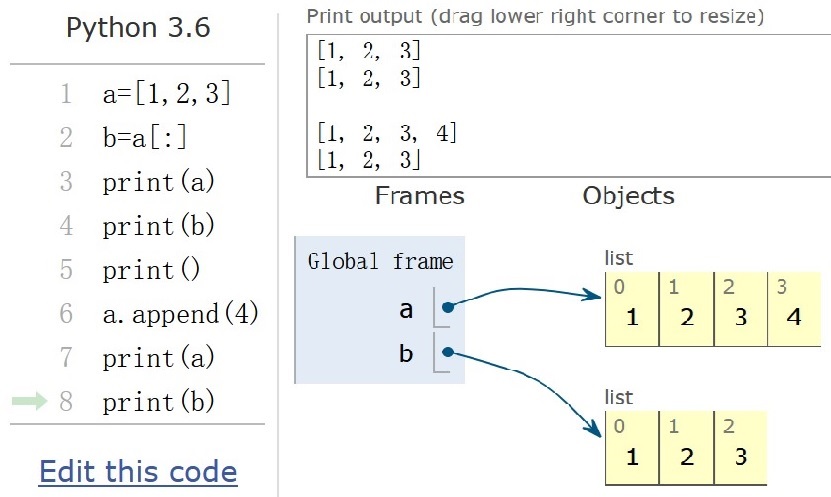 Python 3.6
1 a=[1,2,3]
2 b=a[:]
3 print(a)
4 print(b)
5 print()
6 a.append(4)
7 print(a)
8 print(b)
Edit this code
Print output (drag lower right corner to resize)
[1, 2, 3]
[1, 2, 3]
[1, 2, 3, 4]
[1, 2, 3]
Frames Objects
Global frame
a
b
list
0 1 2 3
1 2 3 4
list
0 1 2
1 2 3